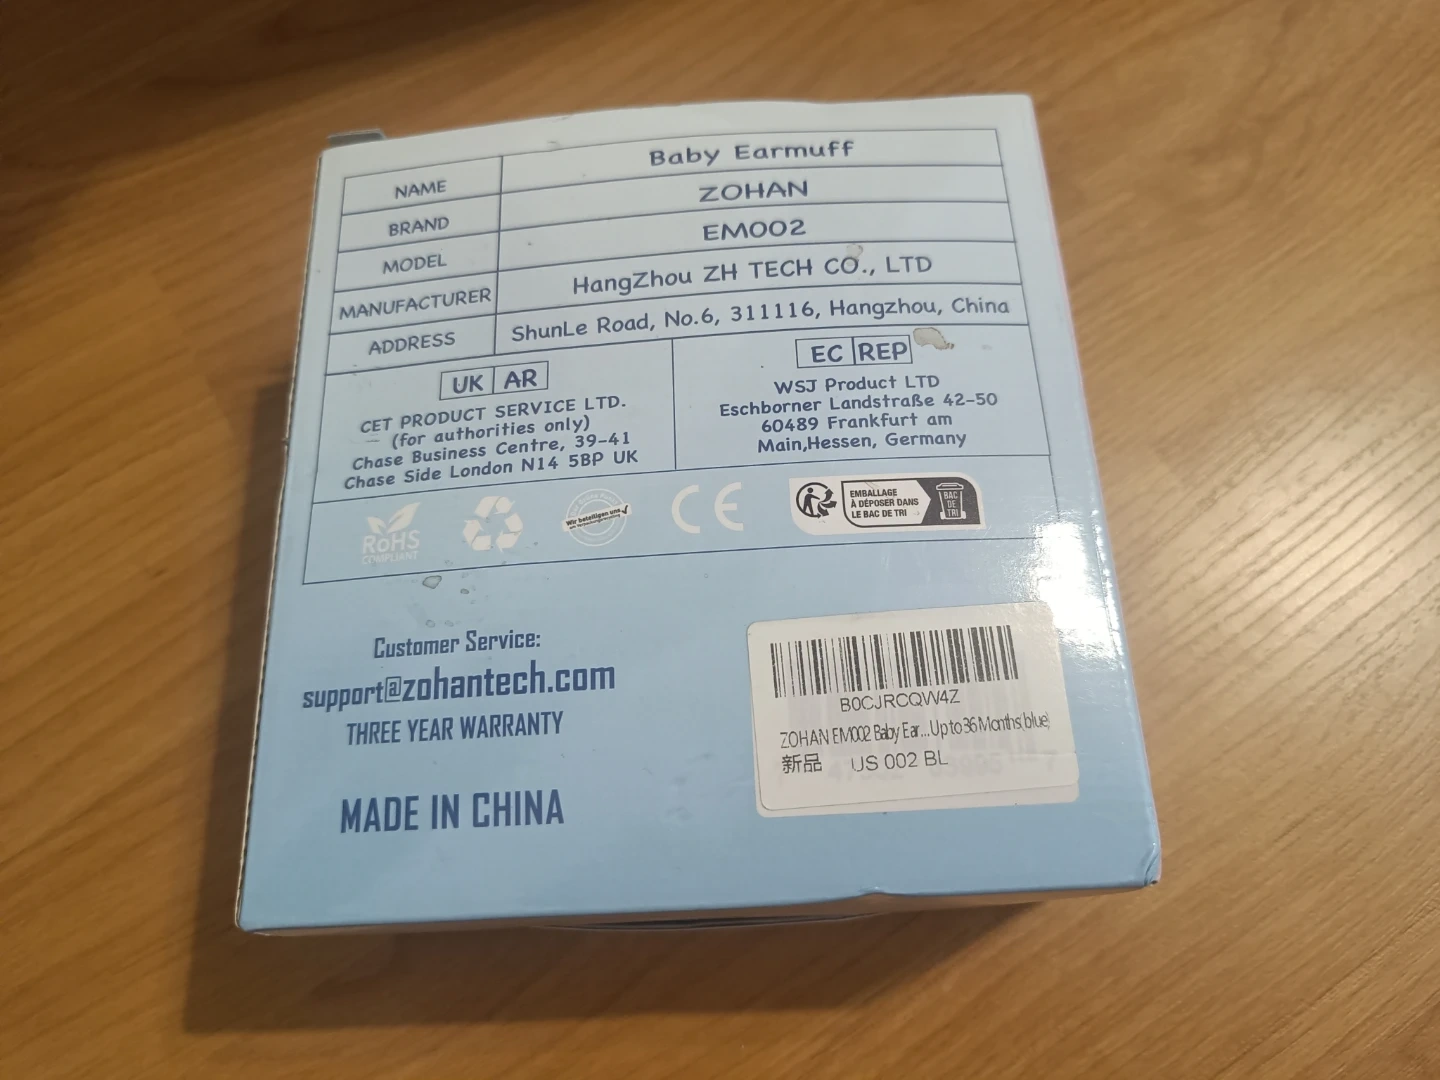 NAME Baby Earmuff
BRAND ZOHAN
MODEL EM002
MANUFACTURER HangZhou ZH TECH CO., LTD
ADDRESS ShunLe Road, No.6, 311116, Hangzhou, China
UK AR
CET PRODUCT SERVICE LTD.
(for authorities only)
Chase Business Centre, 39-41
Chase Side London N14 5BP UK
EC REP
WSJ Product LTD
Eschborner Landstraße 42-50
60489 Frankfurt am
Main,Hessen, Germany
RoHS
COMPLIANT
Wir beteiligen uns
CE
EMBALLAGE
À DÉPOSER DANS
LE BAC DE TRI
BAC
DE
TRI
Customer Service:
support@zohantech.com
THREE YEAR WARRANTY
MADE IN CHINA
B0CJRCQW4Z
ZOHAN EM002 Baby Ear...Up to 36 Months(blue)
新品 US 002 BL